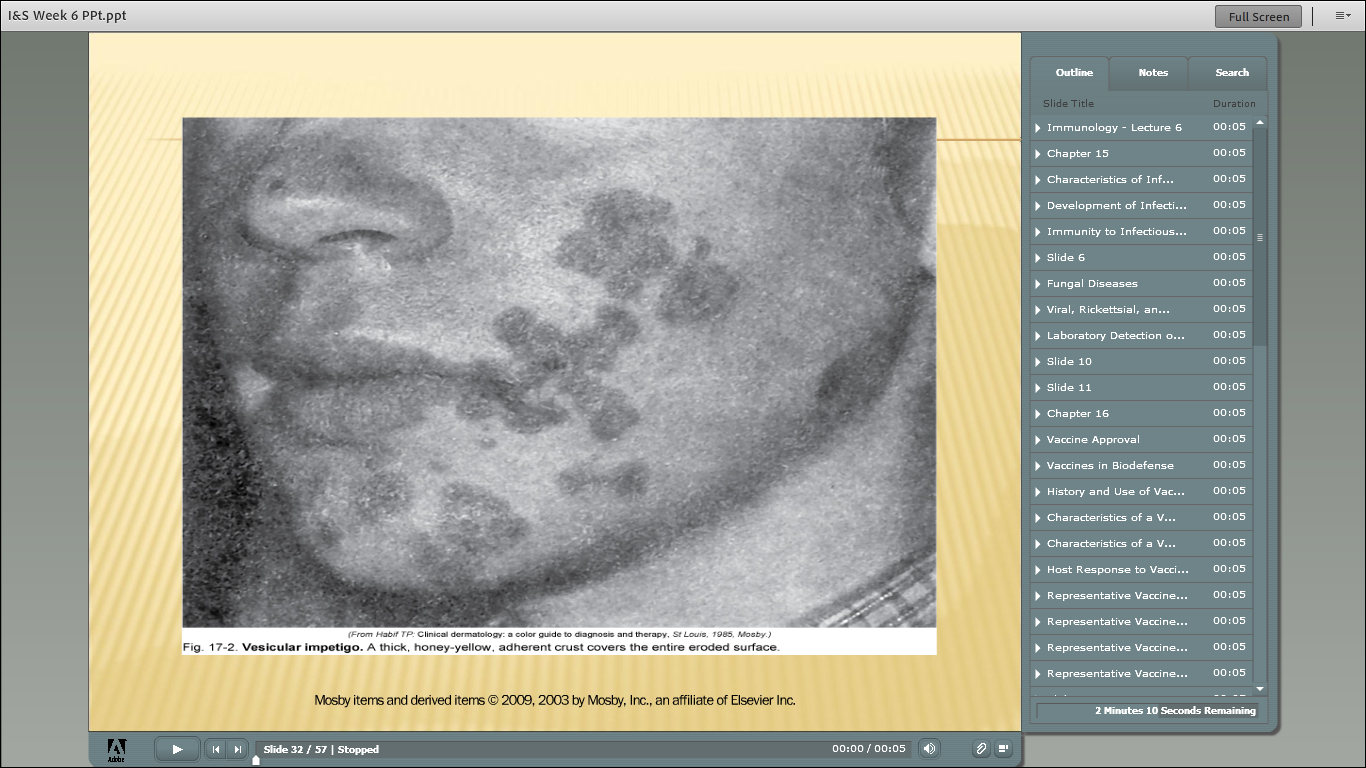 I&S Week 6 PPt.ppt
Full Screen
(From Habif TP: Clinical dermatology: a color guide to diagnosis and therapy, St Louis, 1985, Mosby.)
Fig. 17-2. Vesicular impetigo. A thick, honey-yellow, adherent crust covers the entire eroded surface.
Mosby items and derived items © 2009, 2003 by Mosby, Inc., an affiliate of Elsevier Inc.
Outline Notes Search
Slide Title Duration
Immunology - Lecture 6 00:05
Chapter 15 00:05
Characteristics of Inf... 00:05
Development of Infecti... 00:05
Immunity to Infectious... 00:05
Slide 6 00:05
Fungal Diseases 00:05
Viral, Rickettsial, an... 00:05
Laboratory Detection o... 00:05
Slide 10 00:05
Slide 11 00:05
Chapter 16 00:05
Vaccine Approval 00:05
Vaccines in Biodefense 00:05
History and Use of Vac... 00:05
Characteristics of a V... 00:05
Characteristics of a V... 00:05
Host Response to Vacci... 00:05
Representative Vaccine... 00:05
Representative Vaccine... 00:05
Representative Vaccine... 00:05
Representative Vaccine... 00:05
2 Minutes 10 Seconds Remaining
Adobe
Slide 32 / 57 | Stopped
00:00 / 00:05